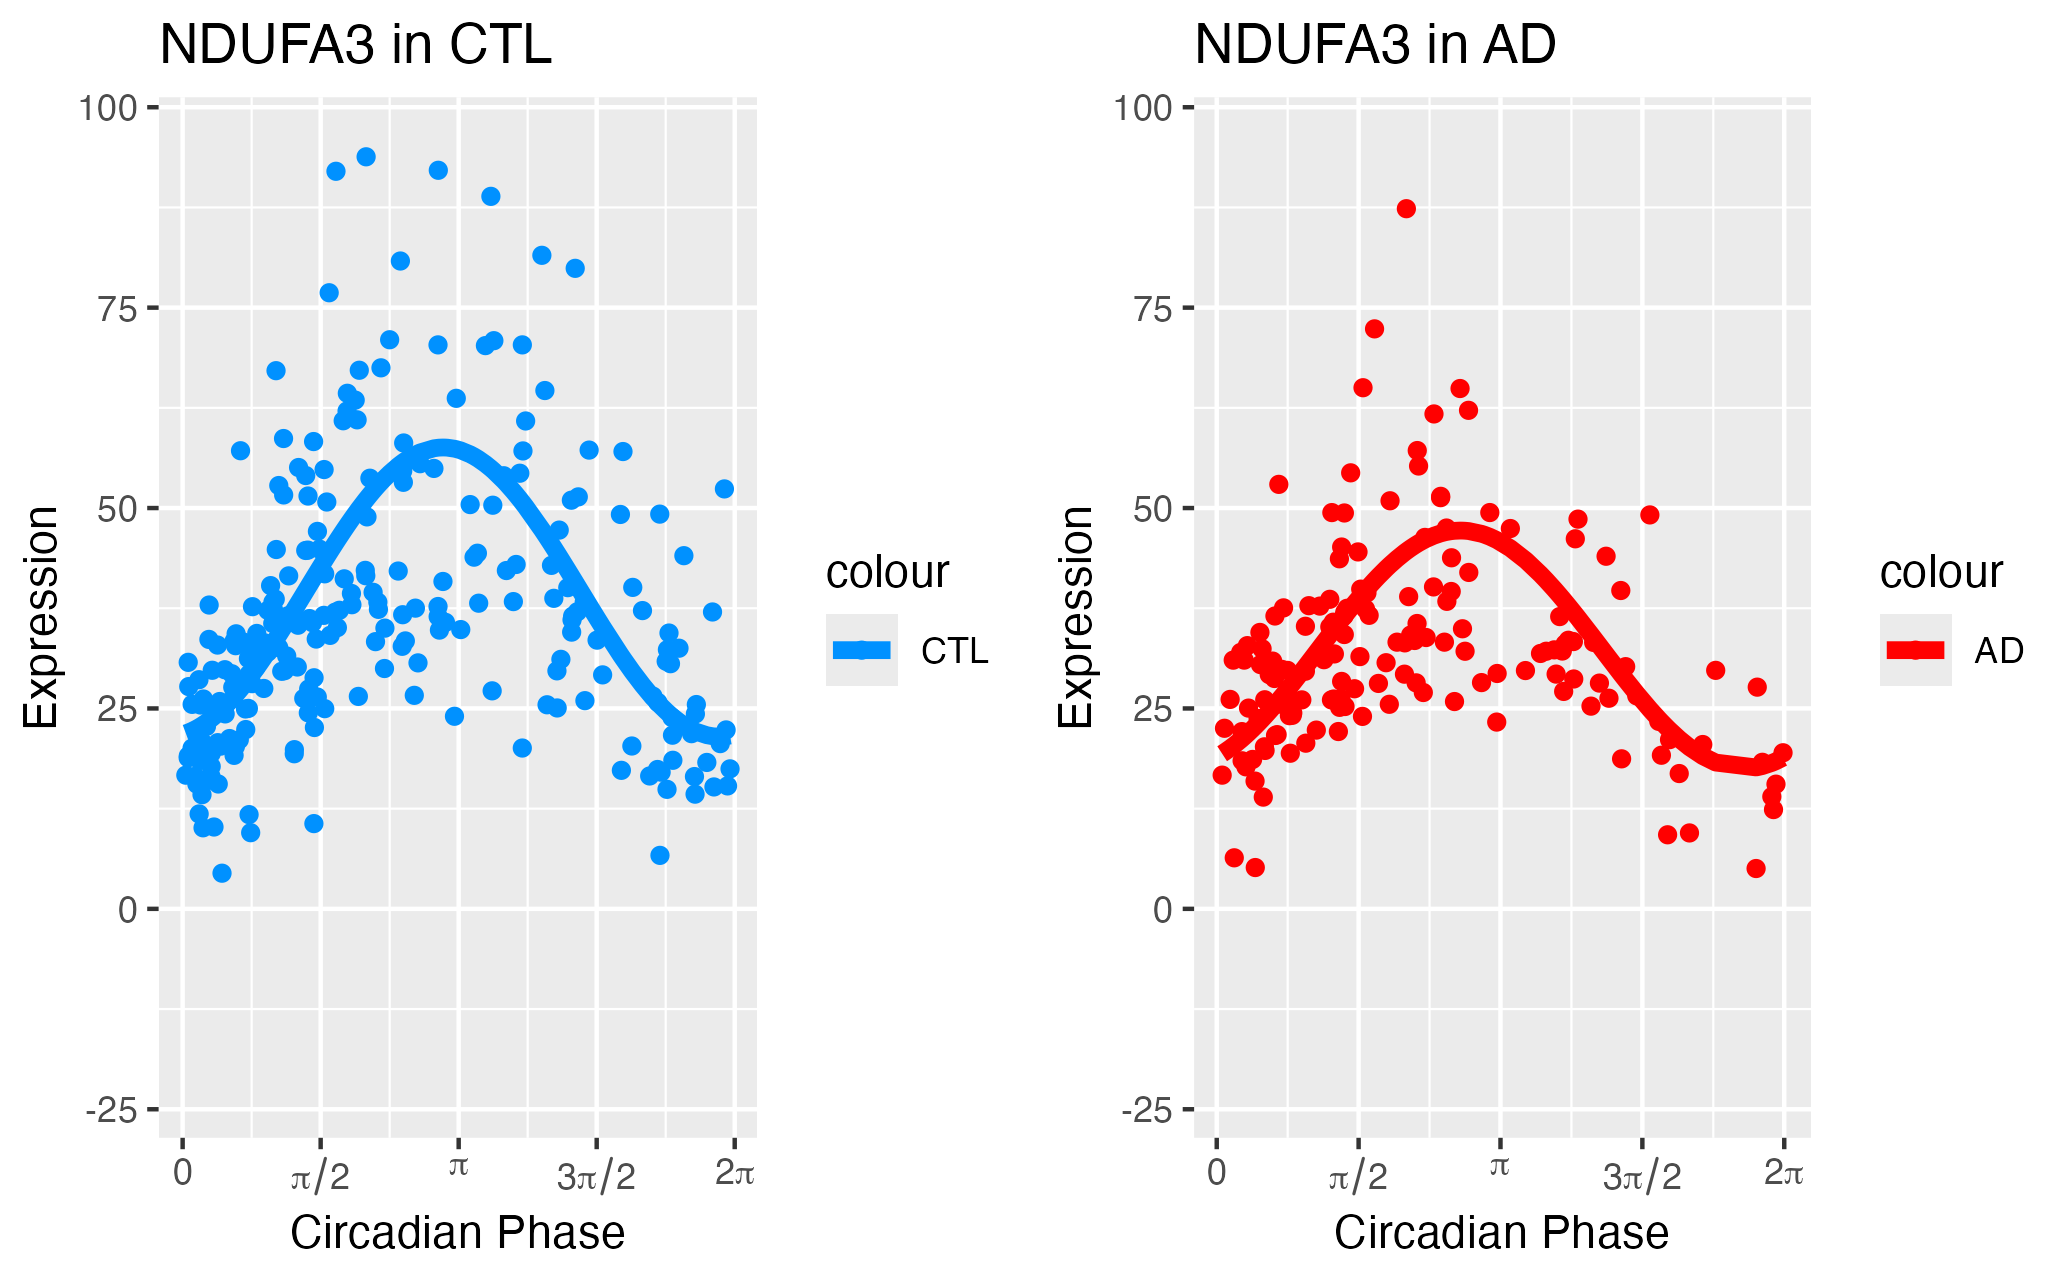 NDUFA3 in CTL
Expression
100
75
50
25
0
-25
0 π/2 π 3π/2 2π
Circadian Phase
colour
CTL
NDUFA3 in AD
Expression
100
75
50
25
0
-25
0 π/2 π 3π/2 2π
Circadian Phase
colour
AD